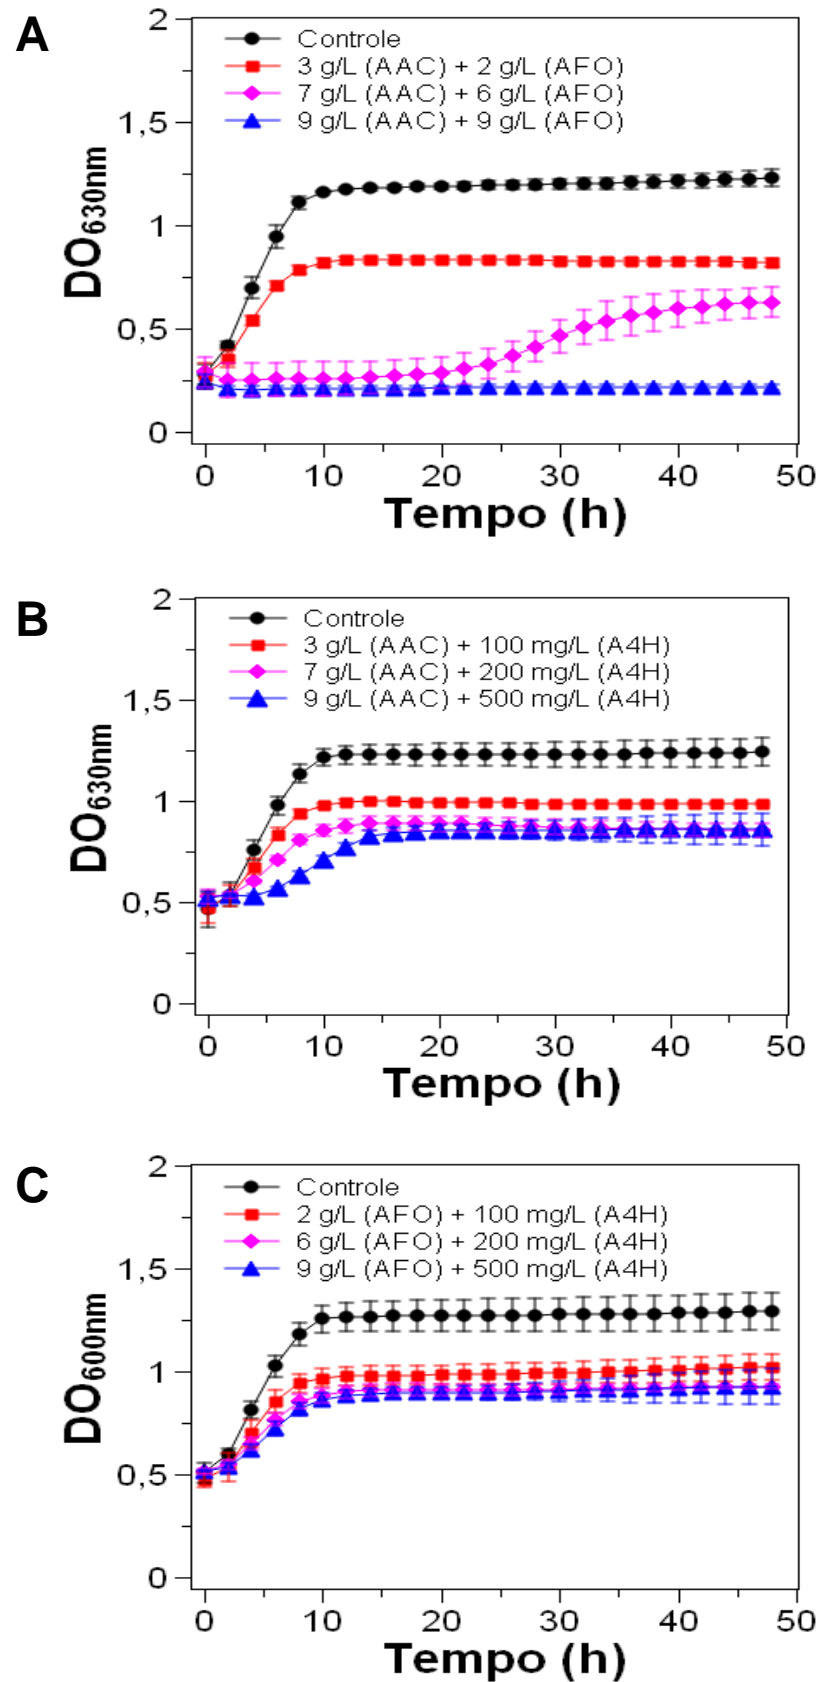 A
2
Controle
3 g/L (AAC) + 2 g/L (AFO)
7 g/L (AAC) + 6 g/L (AFO)
9 g/L (AAC) + 9 g/L (AFO)
1,5
1
0,5
0
DO630nm
0 10 20 30 40 50
Tempo (h)
B
2
Controle
3 g/L (AAC) + 100 mg/L (A4H)
7 g/L (AAC) + 200 mg/L (A4H)
9 g/L (AAC) + 500 mg/L (A4H)
1,5
1
0,5
0
DO630nm
0 10 20 30 40 50
Tempo (h)
C
2
Controle
2 g/L (AFO) + 100 mg/L (A4H)
6 g/L (AFO) + 200 mg/L (A4H)
9 g/L (AFO) + 500 mg/L (A4H)
1,5
1
0,5
0
DO600nm
0 10 20 30 40 50
Tempo (h)